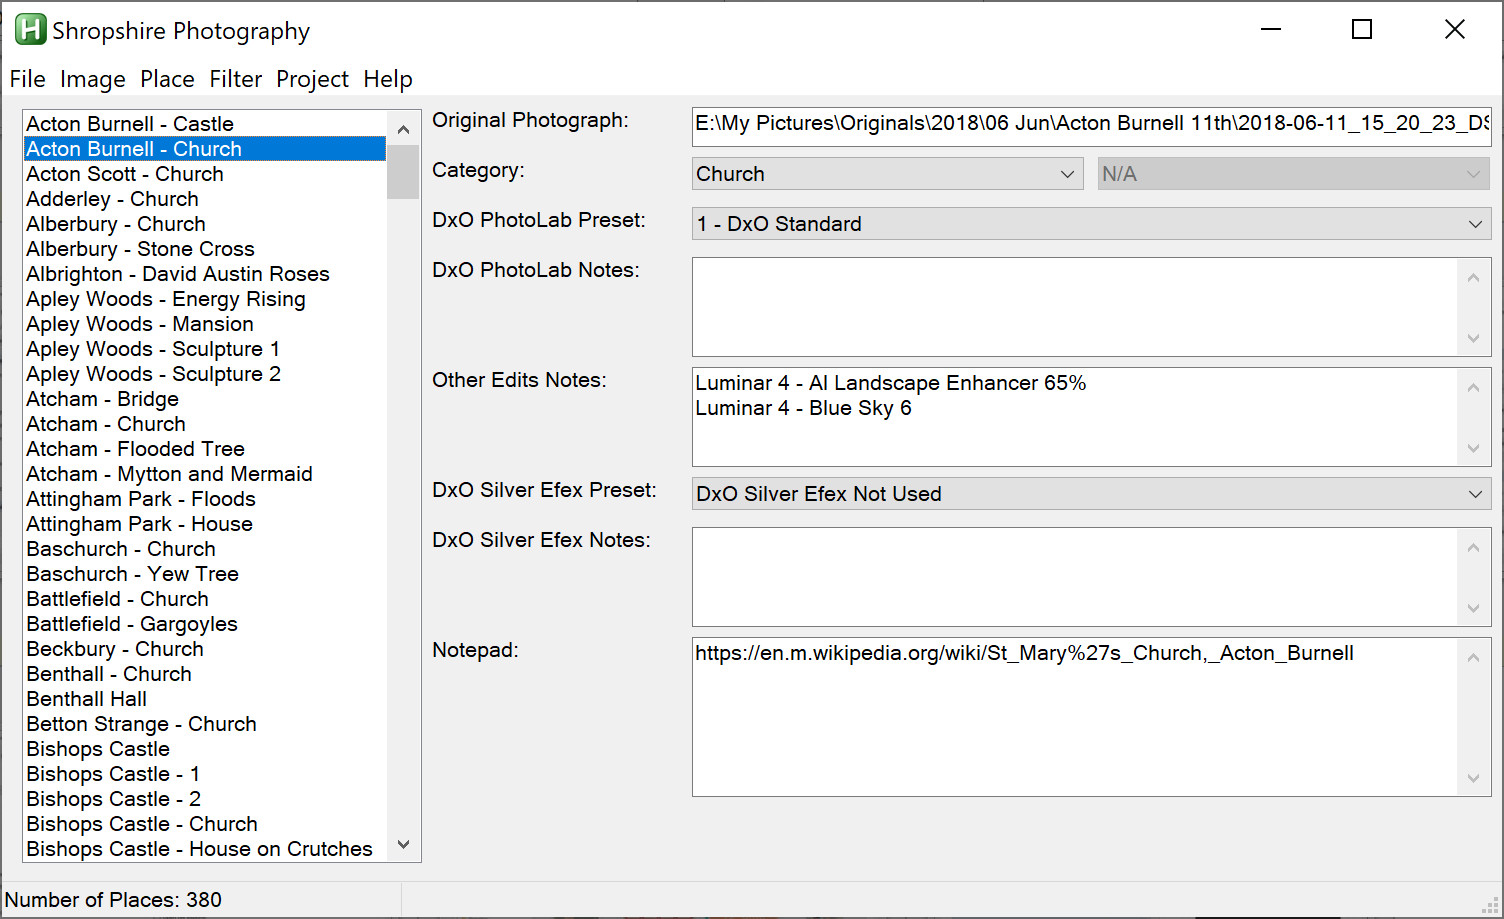 Shropshire Photography
File Image Place Filter Project Help
Acton Burnell - Castle
Acton Burnell - Church
Acton Scott - Church
Adderley - Church
Alberbury - Church
Alberbury - Stone Cross
Albrighton - David Austin Roses
Apley Woods - Energy Rising
Apley Woods - Mansion
Apley Woods - Sculpture 1
Apley Woods - Sculpture 2
Atcham - Bridge
Atcham - Church
Atcham - Flooded Tree
Atcham - Mytton and Mermaid
Attingham Park - Floods
Attingham Park - House
Baschurch - Church
Baschurch - Yew Tree
Battlefield - Church
Battlefield - Gargoyles
Beckbury - Church
Benthall - Church
Benthall Hall
Betton Strange - Church
Bishops Castle
Bishops Castle - 1
Bishops Castle - 2
Bishops Castle - Church
Bishops Castle - House on Crutches
Original Photograph: E:\My Pictures\Originals\2018\06 Jun\Acton Burnell 11th\2018-06-11_15_20_23_DS
Category: Church N/A
DxO PhotoLab Preset: 1 - DxO Standard
DxO PhotoLab Notes:
Other Edits Notes: Luminar 4 - AI Landscape Enhancer 65%
Luminar 4 - Blue Sky 6
DxO Silver Efex Preset: DxO Silver Efex Not Used
DxO Silver Efex Notes:
Notepad: https://en.m.wikipedia.org/wiki/St_Mary%27s_Church,_Acton_Burnell
Number of Places: 380